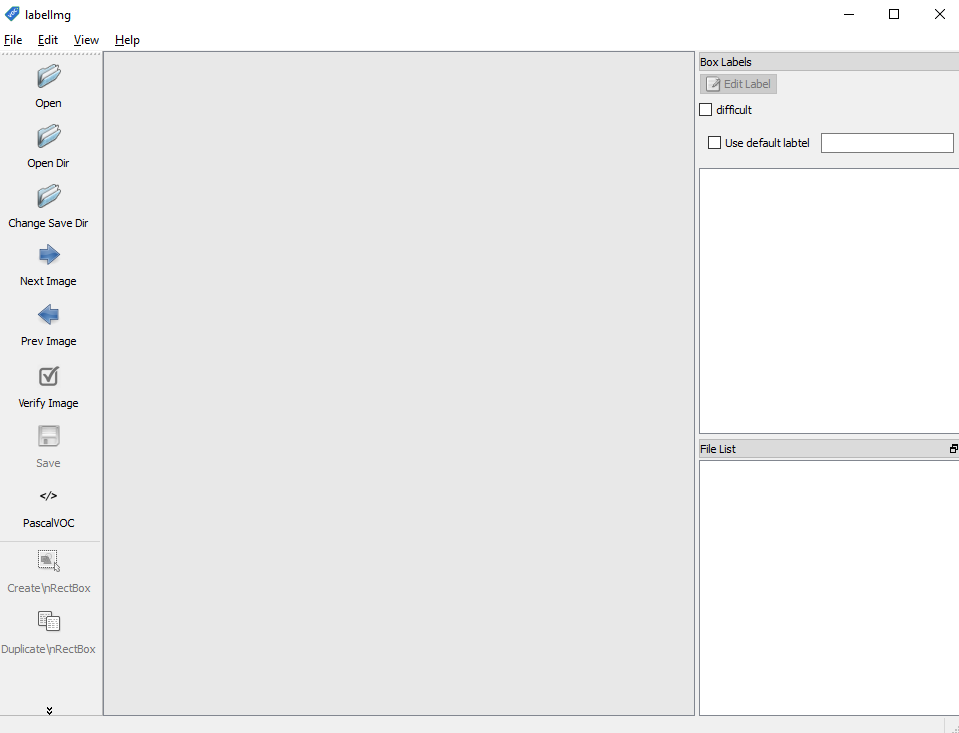 labelImg
File Edit View Help
Open
Open Dir
Change Save Dir
Next Image
Prev Image
Verify Image
Save
</>
PascalVOC
Create\nRectBox
Duplicate\nRectBox
Box Labels
Edit Label
difficult
Use default labtel
File List